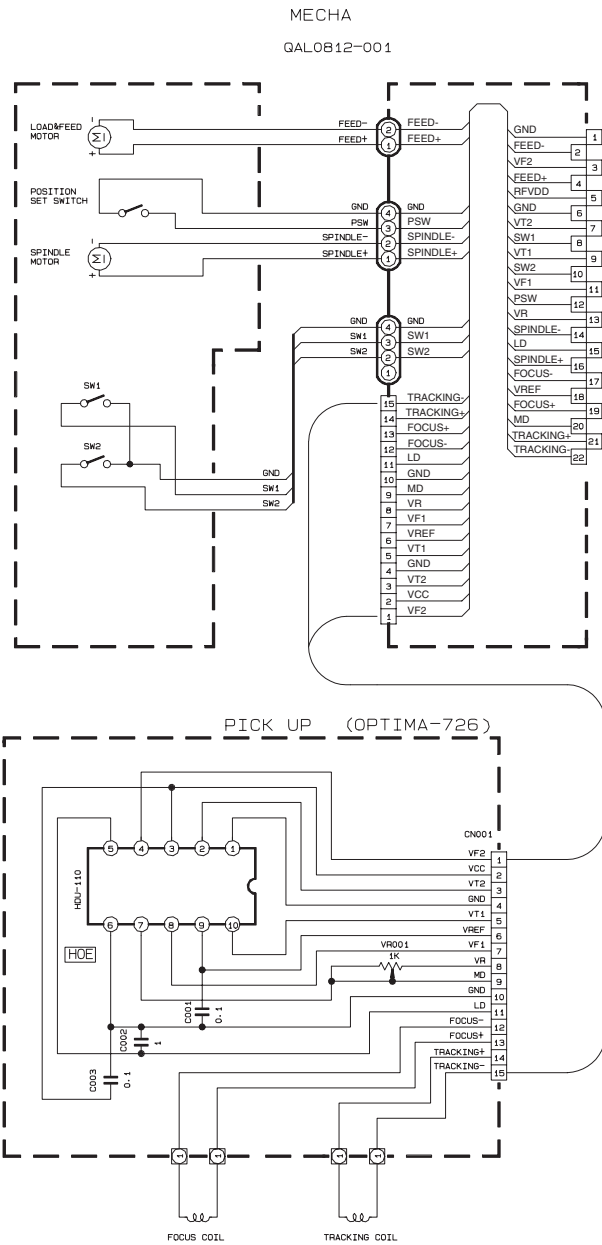 MECHA
QAL0812-001
LOAD&FEED
MOTOR
-
+
FEED-
FEED+
2
1
FEED-
FEED+
POSITION
SET SWITCH
SPINDLE
MOTOR
-
+
GND
PSW
SPINDLE-
SPINDLE+
4
3
2
1
GND
PSW
SPINDLE-
SPINDLE+
GND
SW1
SW2
4
3
2
1
GND
SW1
SW2
SW1
SW2
GND
SW1
SW2
15 TRACKING-
14 TRACKING+
13 FOCUS+
12 FOCUS-
11 LD
10 GND
9 MD
8 VR
7 VF1
6 VREF
5 VT1
4 GND
3 VT2
2 VCC
1 VF2
GND 1
FEED- 2
VF2 3
FEED+ 4
RFVDD 5
GND 6
VT2 7
SW1 8
VT1 9
SW2 10
VF1 11
PSW 12
VR 13
SPINDLE- 14
LD 15
SPINDLE+ 16
FOCUS- 17
VREF 18
FOCUS+ 19
MD 20
TRACKING+ 21
TRACKING- 22
PICK UP (OPTIMA-726)
CN001
VF2 1
VCC 2
VT2 3
GND 4
VT1 5
VREF 6
VF1 7
VR 8
MD 9
GND 10
LD 11
FOCUS- 12
FOCUS+ 13
TRACKING+ 14
TRACKING- 15
5 4 3 2 1
HDU-110
6 7 8 9 10
HOE
VR001
1K
C001
0.1
C002
1
C003
0.1
1 1 1 1
FOCUS COIL
TRACKING COIL